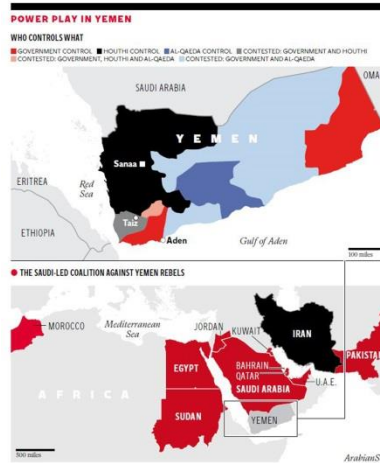 POWER PLAY IN YEMEN
WHO CONTROLS WHAT
GOVERNMENT CONTROL HOUTHI CONTROL AL-QAEDA CONTROL CONTESTED: GOVERNMENT AND HOUTHI
CONTESTED: GOVERNMENT, HOUTHI AND AL-QAEDA CONTESTED: GOVERNMENT AND AL-QAEDA
OMA
SAUDI ARABIA
YEMEN
Sanaa
ERITREA
Red
Sea
Taiz
ETHIOPIA
Aden
Gulf of Aden
100 miles
THE SAUDI-LED COALITION AGAINST YEMEN REBELS
MOROCCO
Mediterranean
Sea
JORDAN
KUWAIT
IRAN
PAKISTA
EGYPT
BAHRAIN
QATAR
SAUDI ARABIA
U.A.E.
AFRICA
SUDAN
YEMEN
500 miles
ArabianS